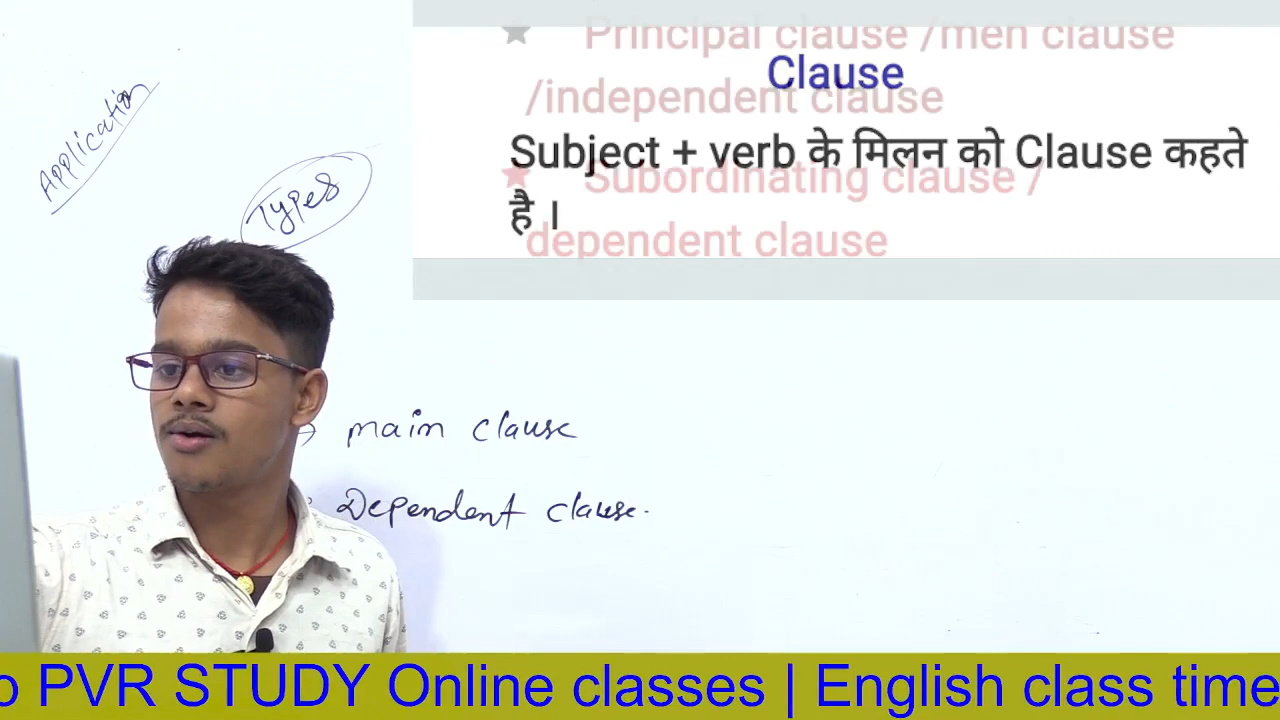 ★ Principal clause /men clause
Clause
/independent clause
Subject + verb के मिलन को Clause कहते
★ Subordinating clause /
है ।
dependent clause
Application
Types
→ main clause
Dependent clause.
PVR STUDY Online classes | English class time